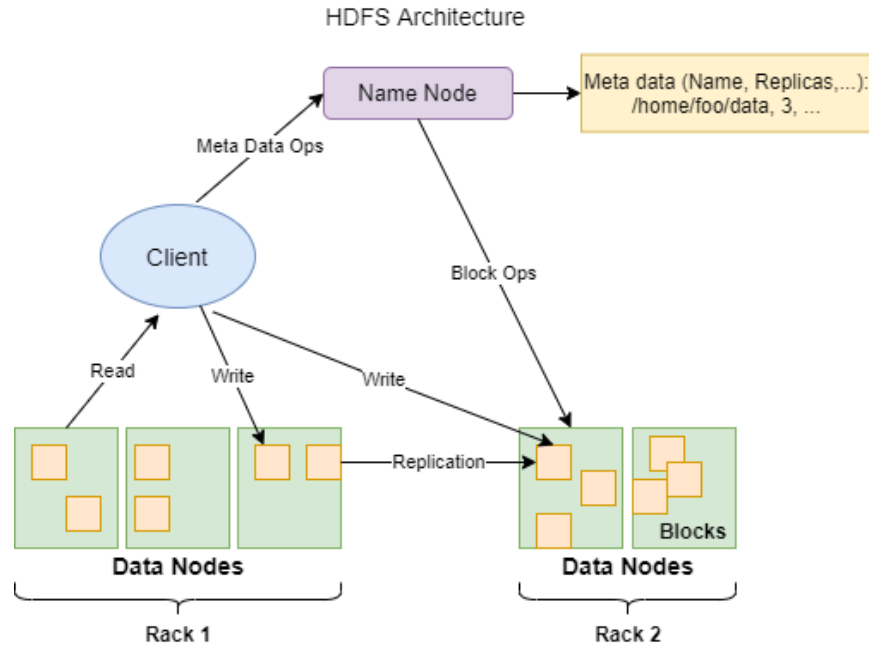 HDFS Architecture
Name Node
Meta data (Name, Replicas,...):
/home/foo/data, 3, ...
Meta Data Ops
Client
Block Ops
Read
Write
Write
Replication
Blocks
Data Nodes
Data Nodes
Rack 1
Rack 2